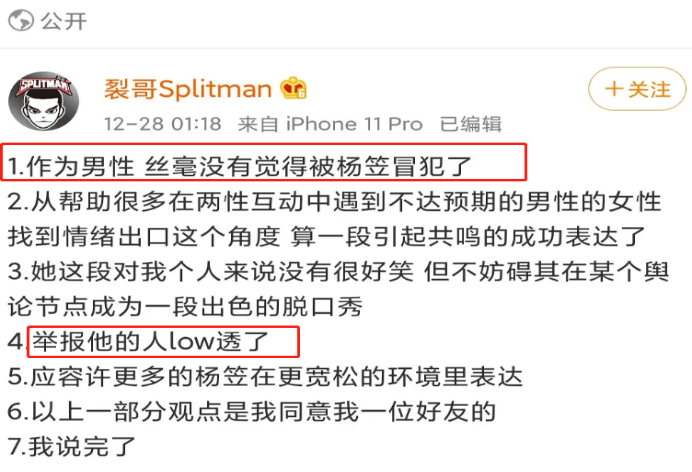 公开
SPLITMAN
裂哥Splitman
+关注
12-28 01:18 来自 iPhone 11 Pro 已编辑
1.作为男性 丝毫没有觉得被杨笠冒犯了
2.从帮助很多在两性互动中遇到不达预期的男性的女性
找到情绪出口这个角度 算一段引起共鸣的成功表达了
3.她这段对我个人来说没有很好笑 但不妨碍其在某个舆
论节点成为一段出色的脱口秀
4.举报他的人low透了
5.应容许更多的杨笠在更宽松的环境里表达
6.以上一部分观点是我同意我一位好友的
7.我说完了